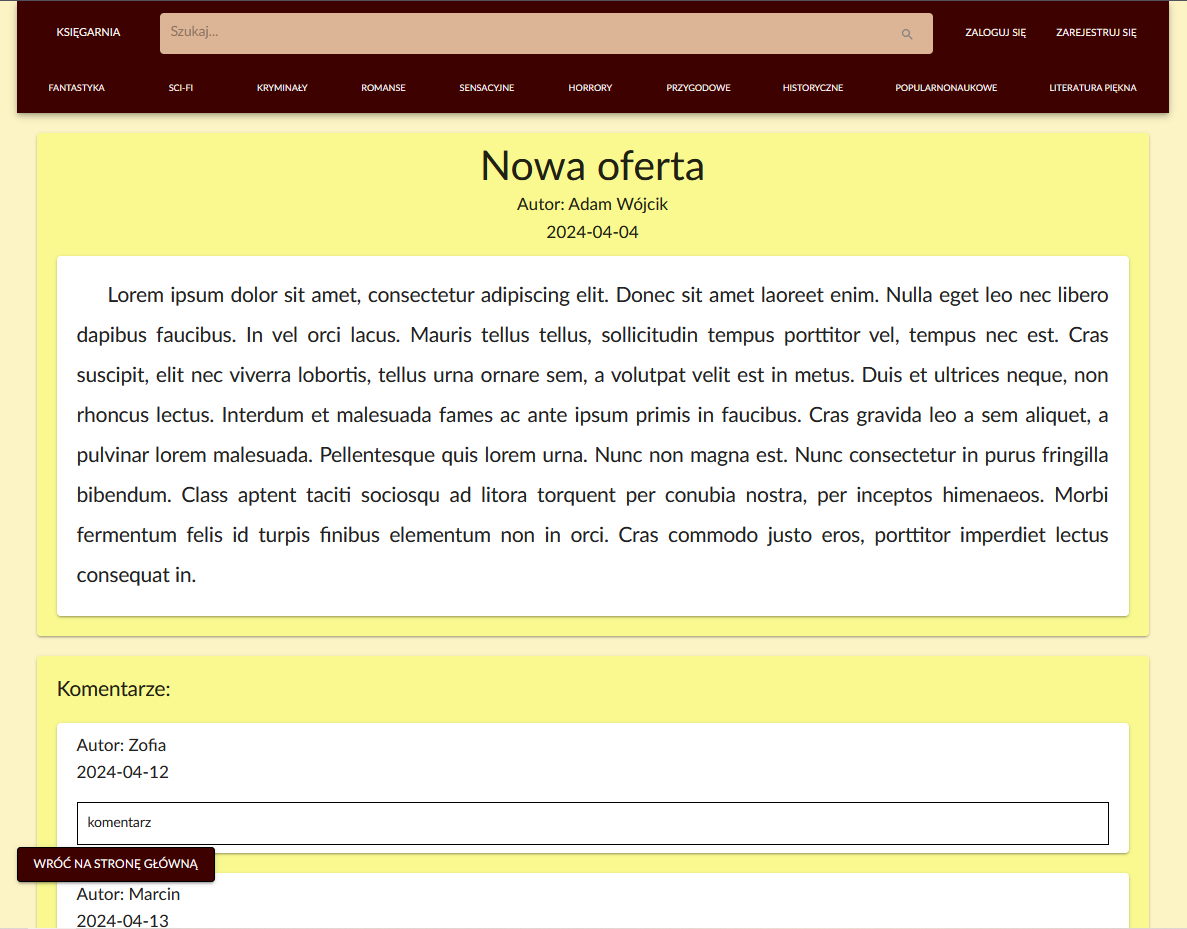 KSIĘGARNIA
Szukaj...
ZALOGUJ SIĘ
ZAREJESTRUJ SIĘ
FANTASTYKA
SCI-FI
KRYMINAŁY
ROMANSE
SENSACYJNE
HORRORY
PRZYGODOWE
HISTORYCZNE
POPULARNONAUKOWE
LITERATURA PIĘKNA
Nowa oferta
Autor: Adam Wójcik
2024-04-04
Lorem ipsum dolor sit amet, consectetur adipiscing elit. Donec sit amet laoreet enim. Nulla eget leo nec libero
dapibus faucibus. In vel orci lacus. Mauris tellus tellus, sollicitudin tempus porttitor vel, tempus nec est. Cras
suscipit, elit nec viverra lobortis, tellus urna ornare sem, a volutpat velit est in metus. Duis et ultrices neque, non
rhoncus lectus. Interdum et malesuada fames ac ante ipsum primis in faucibus. Cras gravida leo a sem aliquet, a
pulvinar lorem malesuada. Pellentesque quis lorem urna. Nunc non magna est. Nunc consectetur in purus fringilla
bibendum. Class aptent taciti sociosqu ad litora torquent per conubia nostra, per inceptos himenaeos. Morbi
fermentum felis id turpis finibus elementum non in orci. Cras commodo justo eros, porttitor imperdiet lectus
consequat in.
Komentarze:
Autor: Zofia
2024-04-12
komentarz
WRÓĆ NA STRONĘ GŁÓWNĄ
Autor: Marcin
2024-04-13